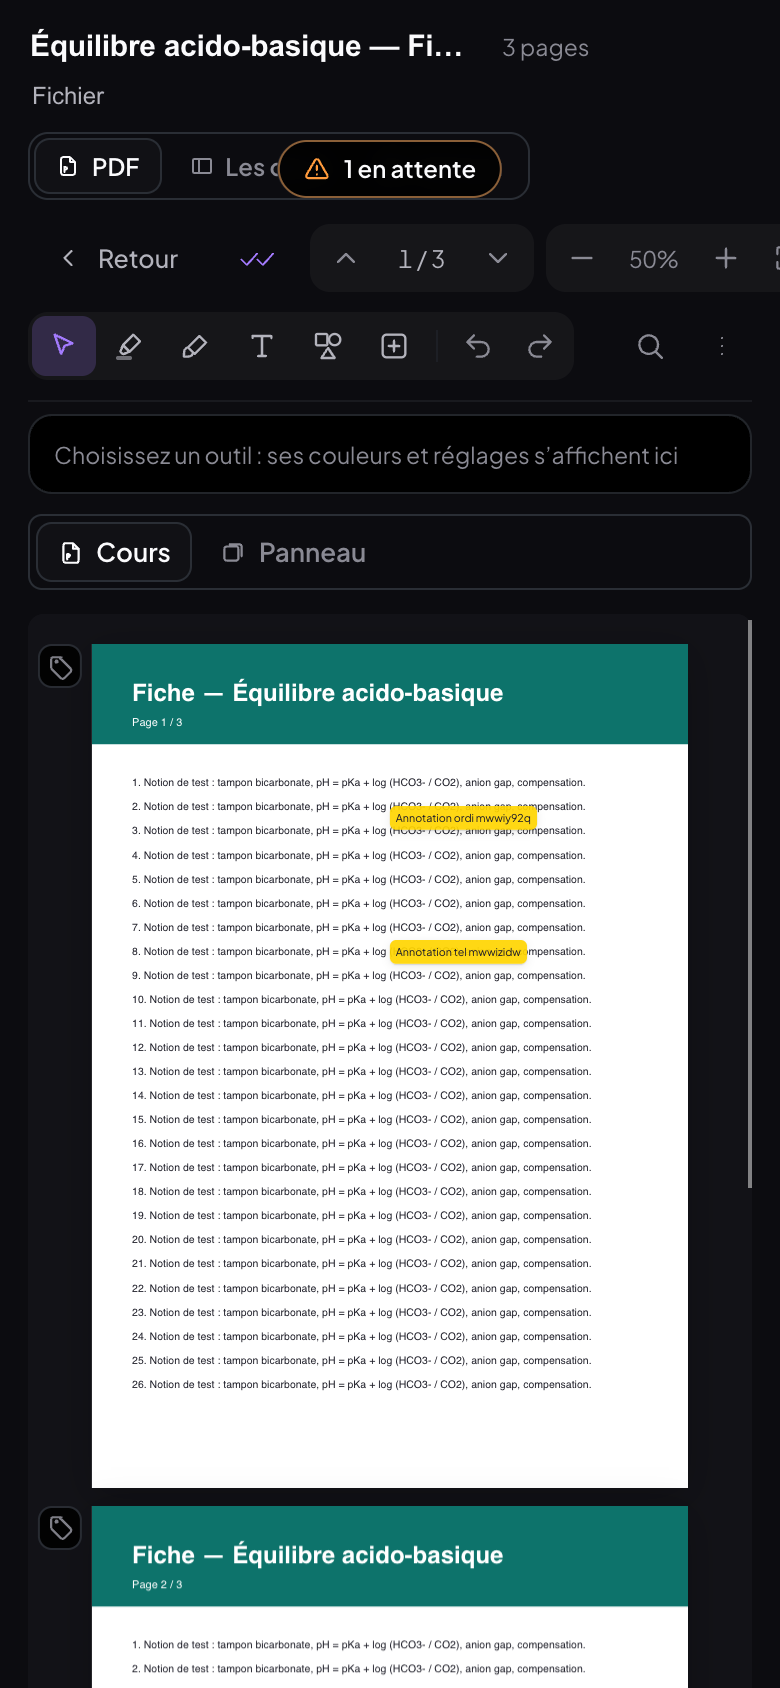 Équilibre acido-basique — Fi...
3 pages
Fichier
PDF
Les
1 en attente
Retour
1 / 3
50%
Choisissez un outil : ses couleurs et réglages s’affichent ici
Cours
Panneau
Fiche — Équilibre acido-basique
Page 1 / 3
1. Notion de test : tampon bicarbonate, pH = pKa + log (HCO3- / CO2), anion gap, compensation.
2. Notion de test : tampon bicarbonate, pH = pKa + log (HCO3- / CO2), anion gap, compensation.
Annotation ordi mwwiy92q
3. Notion de test : tampon bicarbonate, pH = pKa + log (HCO3- / CO2), anion gap, compensation.
4. Notion de test : tampon bicarbonate, pH = pKa + log (HCO3- / CO2), anion gap, compensation.
5. Notion de test : tampon bicarbonate, pH = pKa + log (HCO3- / CO2), anion gap, compensation.
6. Notion de test : tampon bicarbonate, pH = pKa + log (HCO3- / CO2), anion gap, compensation.
7. Notion de test : tampon bicarbonate, pH = pKa + log (HCO3- / CO2), anion gap, compensation.
8. Notion de test : tampon bicarbonate, pH = pKa + log Annotation tel mwwizidw mpensation.
9. Notion de test : tampon bicarbonate, pH = pKa + log (HCO3- / CO2), anion gap, compensation.
10. Notion de test : tampon bicarbonate, pH = pKa + log (HCO3- / CO2), anion gap, compensation.
11. Notion de test : tampon bicarbonate, pH = pKa + log (HCO3- / CO2), anion gap, compensation.
12. Notion de test : tampon bicarbonate, pH = pKa + log (HCO3- / CO2), anion gap, compensation.
13. Notion de test : tampon bicarbonate, pH = pKa + log (HCO3- / CO2), anion gap, compensation.
14. Notion de test : tampon bicarbonate, pH = pKa + log (HCO3- / CO2), anion gap, compensation.
15. Notion de test : tampon bicarbonate, pH = pKa + log (HCO3- / CO2), anion gap, compensation.
16. Notion de test : tampon bicarbonate, pH = pKa + log (HCO3- / CO2), anion gap, compensation.
17. Notion de test : tampon bicarbonate, pH = pKa + log (HCO3- / CO2), anion gap, compensation.
18. Notion de test : tampon bicarbonate, pH = pKa + log (HCO3- / CO2), anion gap, compensation.
19. Notion de test : tampon bicarbonate, pH = pKa + log (HCO3- / CO2), anion gap, compensation.
20. Notion de test : tampon bicarbonate, pH = pKa + log (HCO3- / CO2), anion gap, compensation.
21. Notion de test : tampon bicarbonate, pH = pKa + log (HCO3- / CO2), anion gap, compensation.
22. Notion de test : tampon bicarbonate, pH = pKa + log (HCO3- / CO2), anion gap, compensation.
23. Notion de test : tampon bicarbonate, pH = pKa + log (HCO3- / CO2), anion gap, compensation.
24. Notion de test : tampon bicarbonate, pH = pKa + log (HCO3- / CO2), anion gap, compensation.
25. Notion de test : tampon bicarbonate, pH = pKa + log (HCO3- / CO2), anion gap, compensation.
26. Notion de test : tampon bicarbonate, pH = pKa + log (HCO3- / CO2), anion gap, compensation.
Fiche — Équilibre acido-basique
Page 2 / 3
1. Notion de test : tampon bicarbonate, pH = pKa + log (HCO3- / CO2), anion gap, compensation.
2. Notion de test : tampon bicarbonate, pH = pKa + log (HCO3- / CO2), anion gap, compensation.